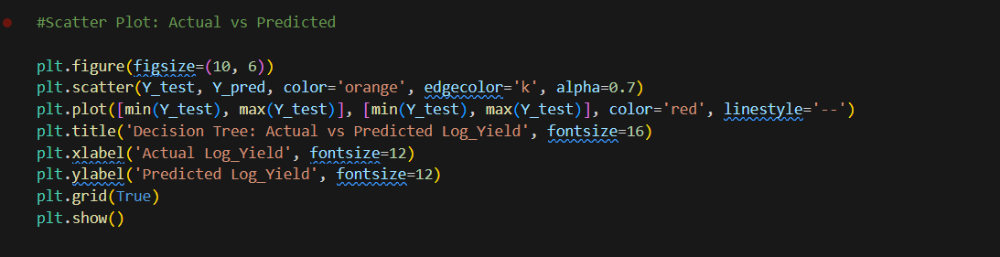 #Scatter Plot: Actual vs Predicted
plt.figure(figsize=(10, 6))
plt.scatter(Y_test, Y_pred, color='orange', edgecolor='k', alpha=0.7)
plt.plot([min(Y_test), max(Y_test)], [min(Y_test), max(Y_test)], color='red', linestyle='--')
plt.title('Decision Tree: Actual vs Predicted Log_Yield', fontsize=16)
plt.xlabel('Actual Log_Yield', fontsize=12)
plt.ylabel('Predicted Log_Yield', fontsize=12)
plt.grid(True)
plt.show()